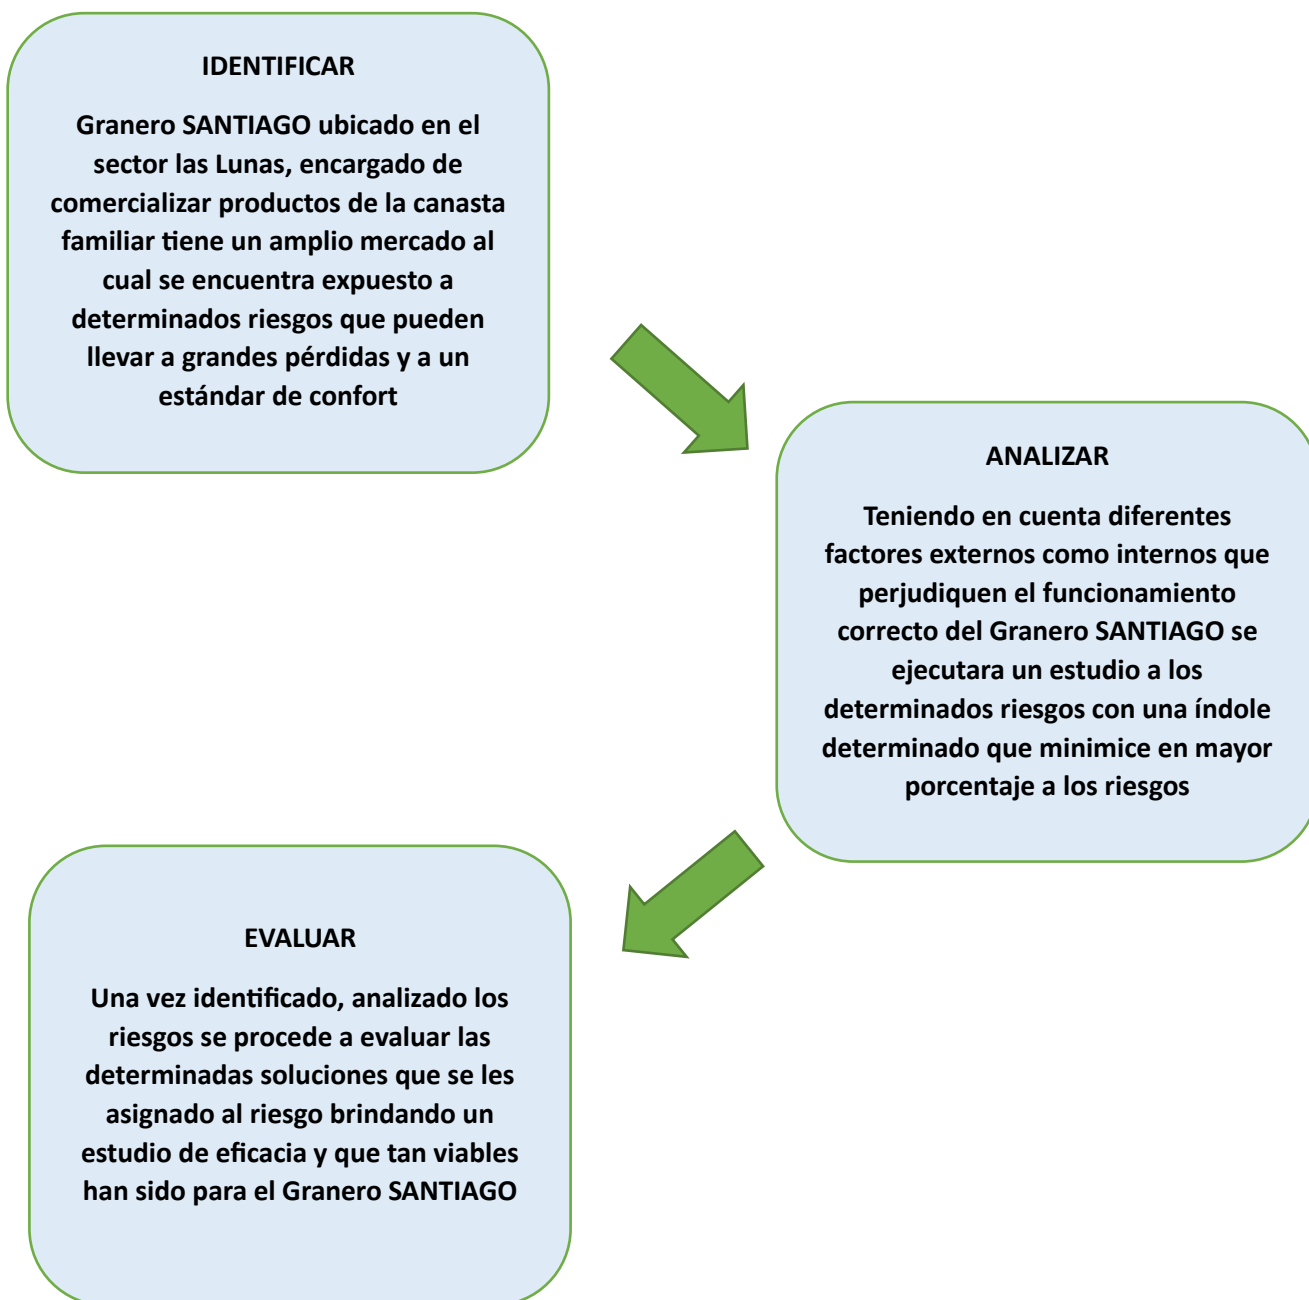 IDENTIFICAR
Granero SANTIAGO ubicado en el
sector las Lunas, encargado de
comercializar productos de la canasta
familiar tiene un amplio mercado al
cual se encuentra expuesto a
determinados riesgos que pueden
llevar a grandes pérdidas y a un
estándar de confort
ANALIZAR
Teniendo en cuenta diferentes
factores externos como internos que
perjudiquen el funcionamiento
correcto del Granero SANTIAGO se
ejecutara un estudio a los
determinados riesgos con una índole
determinado que minimice en mayor
porcentaje a los riesgos
EVALUAR
Una vez identificado, analizado los
riesgos se procede a evaluar las
determinadas soluciones que se les
asignado al riesgo brindando un
estudio de eficacia y que tan viables
han sido para el Granero SANTIAGO